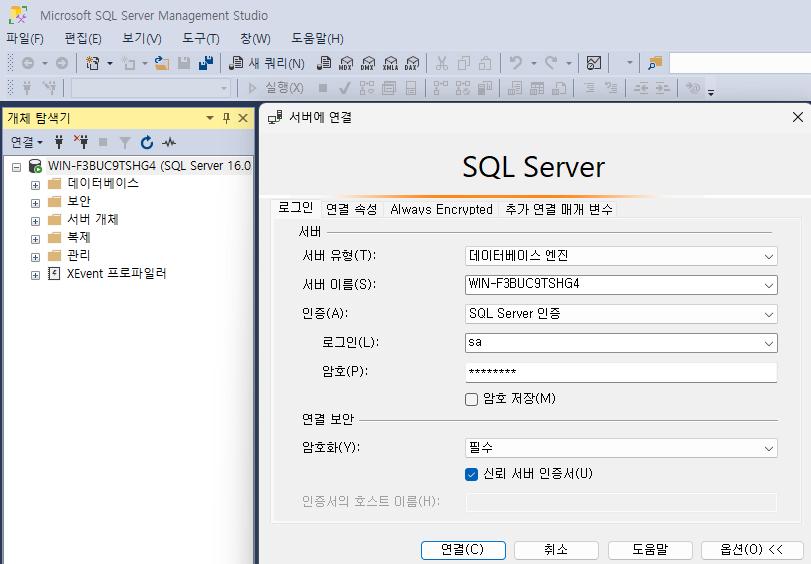 Microsoft SQL Server Management Studio
파일(F) 편집(E) 보기(V) 도구(T) 창(W) 도움말(H)
새 쿼리(N) MDX DMX XMLA DAX
실행(X)
개체 탐색기
연결
WIN-F3BUC9TSHG4 (SQL Server 16.0
데이터베이스
보안
서버 개체
복제
관리
XEvent 프로파일러
서버에 연결
SQL Server
로그인 연결 속성 Always Encrypted 추가 연결 매개 변수
서버
서버 유형(T): 데이터베이스 엔진
서버 이름(S): WIN-F3BUC9TSHG4
인증(A): SQL Server 인증
로그인(L): sa
암호(P): ********
암호 저장(M)
연결 보안
암호화(Y): 필수
신뢰 서버 인증서(U)
인증서의 호스트 이름(H):
연결(C) 취소 도움말 옵션(O) <<